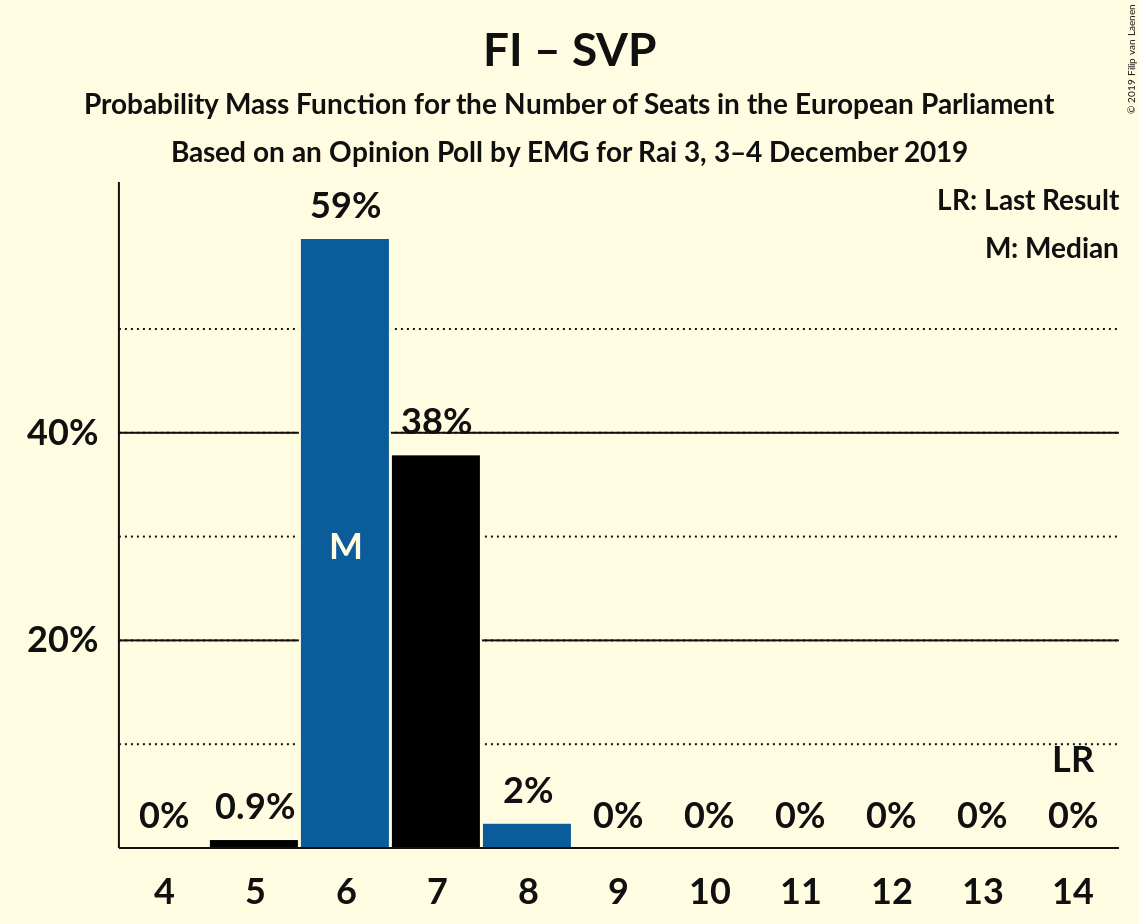 FI – SVP
Probability Mass Function for the Number of Seats in the European Parliament
Based on an Opinion Poll by EMG for Rai 3, 3–4 December 2019
© 2019 Filip van Laenen
LR: Last Result
M: Median
59%
38%
40%
M
20%
LR
0% 0.9% 2% 0% 0% 0% 0% 0% 0%
4 5 6 7 8 9 10 11 12 13 14